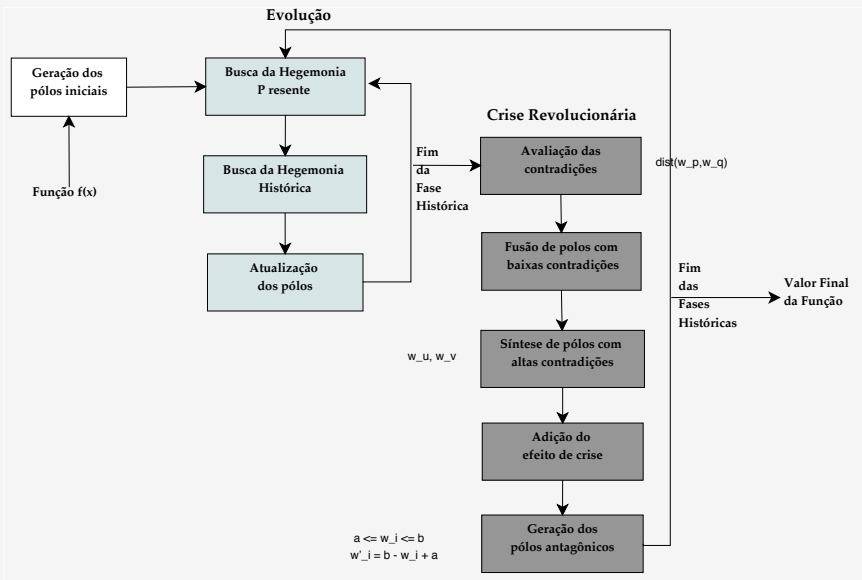 Evolução
Geração dos
pólos iniciais
Função f(x)
Busca da Hegemonia
P resente
Busca da Hegemonia
Histórica
Atualização
dos pólos
Fim
da
Fase
Histórica
Crise Revolucionária
Avaliação das
contradições
dist(w_p,w_q)
Fusão de polos com
baixas contradições
Síntese de pólos com
altas contradições
w_u, w_v
Adição do
efeito de crise
Geração dos
pólos antagônicos
a <= w_i <= b
w'_i = b - w_i + a
Fim
das
Fases
Históricas
Valor Final
da Função